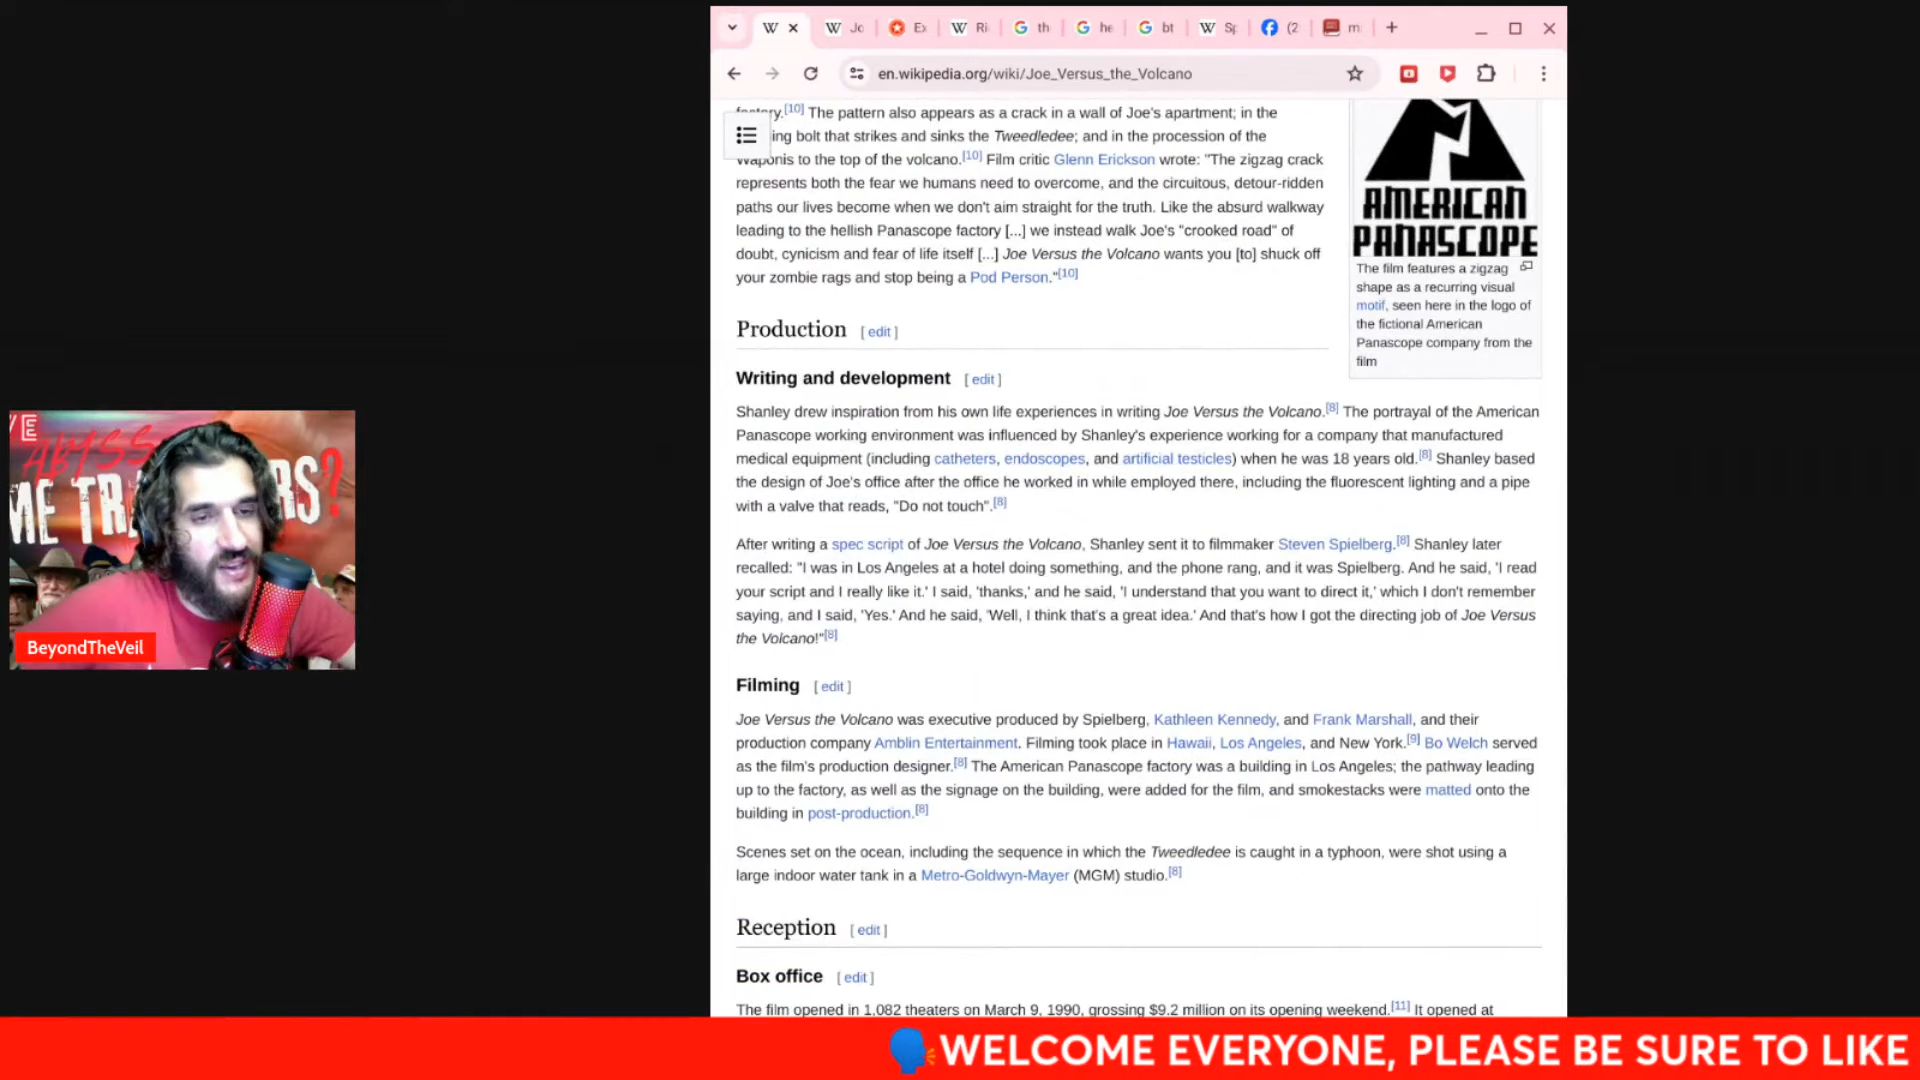 Jo
Ex
Ri
th
he
bt
Sp
(2
m
en.wikipedia.org/wiki/Joe_Versus_the_Volcano
factory.[10] The pattern also appears as a crack in a wall of Joe's apartment; in the
ing bolt that strikes and sinks the Tweedledee; and in the procession of the
Waponis to the top of the volcano.[10] Film critic Glenn Erickson wrote: "The zigzag crack
represents both the fear we humans need to overcome, and the circuitous, detour-ridden
paths our lives become when we don't aim straight for the truth. Like the absurd walkway
leading to the hellish Panascope factory [...] we instead walk Joe's "crooked road" of
doubt, cynicism and fear of life itself [...] Joe Versus the Volcano wants you [to] shuck off
your zombie rags and stop being a Pod Person."[10]
AMERICAN
PANASCOPE
The film features a zigzag
shape as a recurring visual
motif, seen here in the logo of
the fictional American
Panascope company from the
film
Production [ edit ]
Writing and development [ edit ]
Shanley drew inspiration from his own life experiences in writing Joe Versus the Volcano.[8] The portrayal of the American
Panascope working environment was influenced by Shanley's experience working for a company that manufactured
medical equipment (including catheters, endoscopes, and artificial testicles) when he was 18 years old.[8] Shanley based
the design of Joe's office after the office he worked in while employed there, including the fluorescent lighting and a pipe
with a valve that reads, "Do not touch".[8]
After writing a spec script of Joe Versus the Volcano, Shanley sent it to filmmaker Steven Spielberg.[8] Shanley later
recalled: "I was in Los Angeles at a hotel doing something, and the phone rang, and it was Spielberg. And he said, 'I read
your script and I really like it.' I said, 'thanks,' and he said, 'I understand that you want to direct it,' which I don't remember
saying, and I said, 'Yes.' And he said, 'Well, I think that's a great idea.' And that's how I got the directing job of Joe Versus
the Volcano!"[8]
Filming [ edit ]
Joe Versus the Volcano was executive produced by Spielberg, Kathleen Kennedy, and Frank Marshall, and their
production company Amblin Entertainment. Filming took place in Hawaii, Los Angeles, and New York.[9] Bo Welch served
as the film's production designer.[8] The American Panascope factory was a building in Los Angeles; the pathway leading
up to the factory, as well as the signage on the building, were added for the film, and smokestacks were matted onto the
building in post-production.[8]
Scenes set on the ocean, including the sequence in which the Tweedledee is caught in a typhoon, were shot using a
large indoor water tank in a Metro-Goldwyn-Mayer (MGM) studio.[8]
Reception [ edit ]
Box office [ edit ]
The film opened in 1,082 theaters on March 9, 1990, grossing $9.2 million on its opening weekend.[11] It opened at
ABYSS
ME TRA RS?
BeyondTheVeil
WELCOME EVERYONE, PLEASE BE SURE TO LIKE